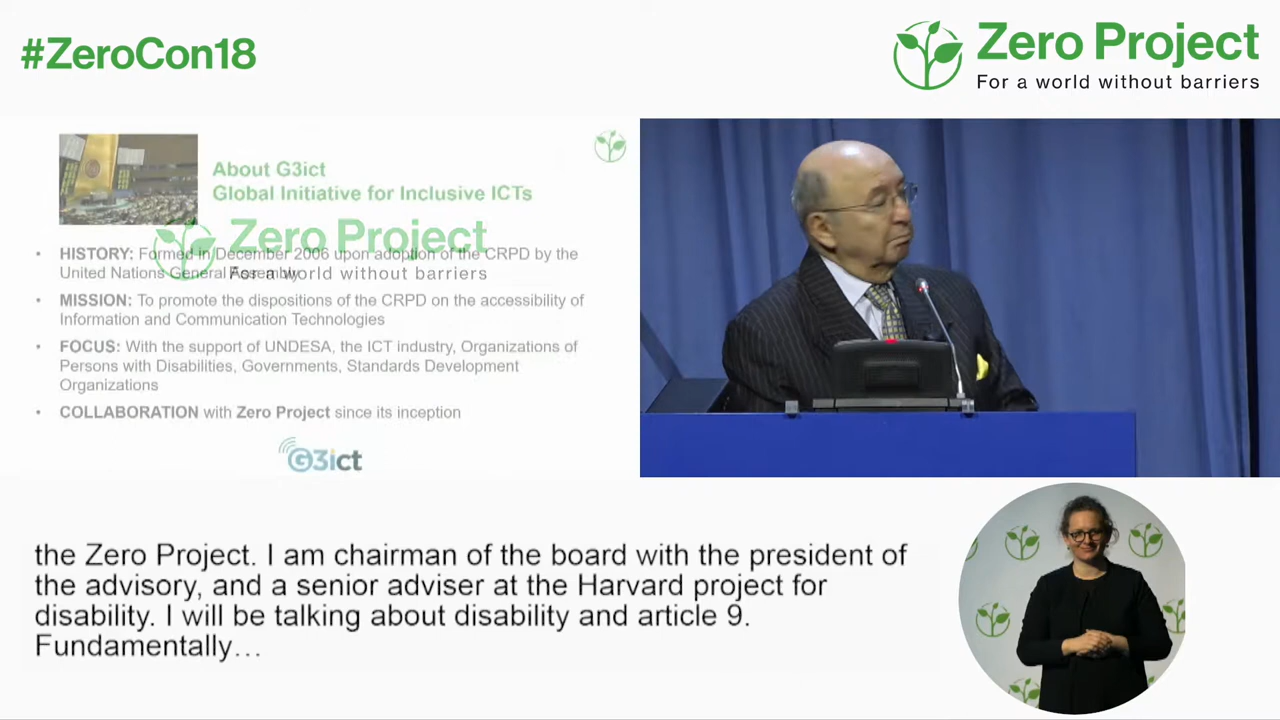 #ZeroCon18
Zero Project
For a world without barriers
About G3ict
Global Initiative for Inclusive ICTs
Zero Project
For a world without barriers
• HISTORY: Formed in December 2006 upon adoption of the CRPD by the
United Nations General Assembly
• MISSION: To promote the dispositions of the CRPD on the accessibility of
Information and Communication Technologies
• FOCUS: With the support of UNDESA, the ICT industry, Organizations of
Persons with Disabilities, Governments, Standards Development
Organizations
• COLLABORATION with Zero Project since its inception
G3ict
the Zero Project. I am chairman of the board with the president of
the advisory, and a senior adviser at the Harvard project for
disability. I will be talking about disability and article 9.
Fundamentally…